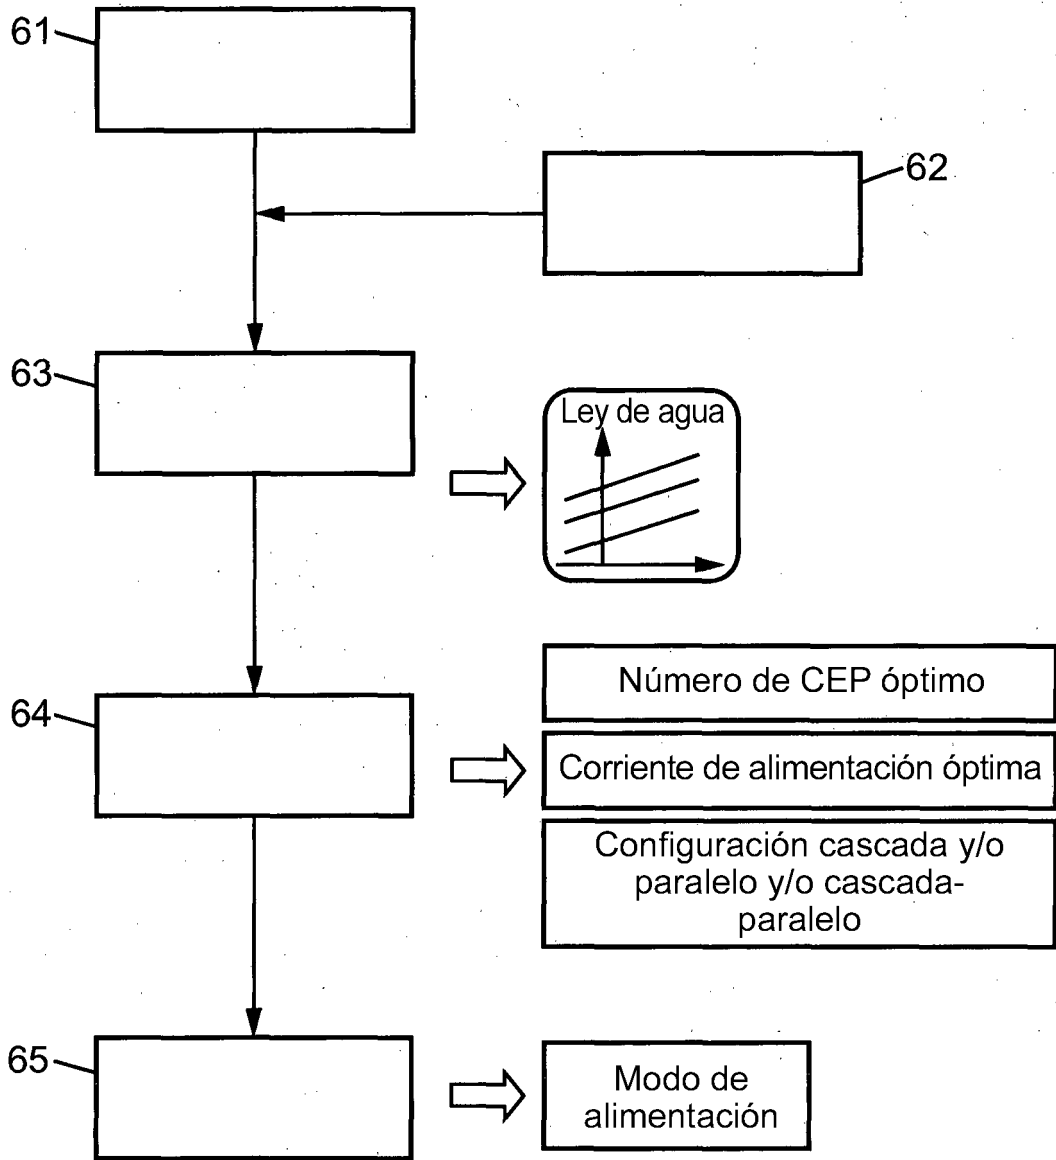 61
62
63
Ley de agua
64
Número de CEP óptimo
Corriente de alimentación óptima
Configuración cascada y/o
paralelo y/o cascada-
paralelo
65
Modo de
alimentación